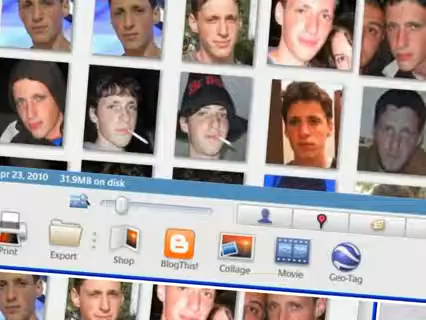 pr 23, 2010 31.9MB on disk
Print
Export
Shop
BlogThis!
Collage
Movie
Geo-Tag